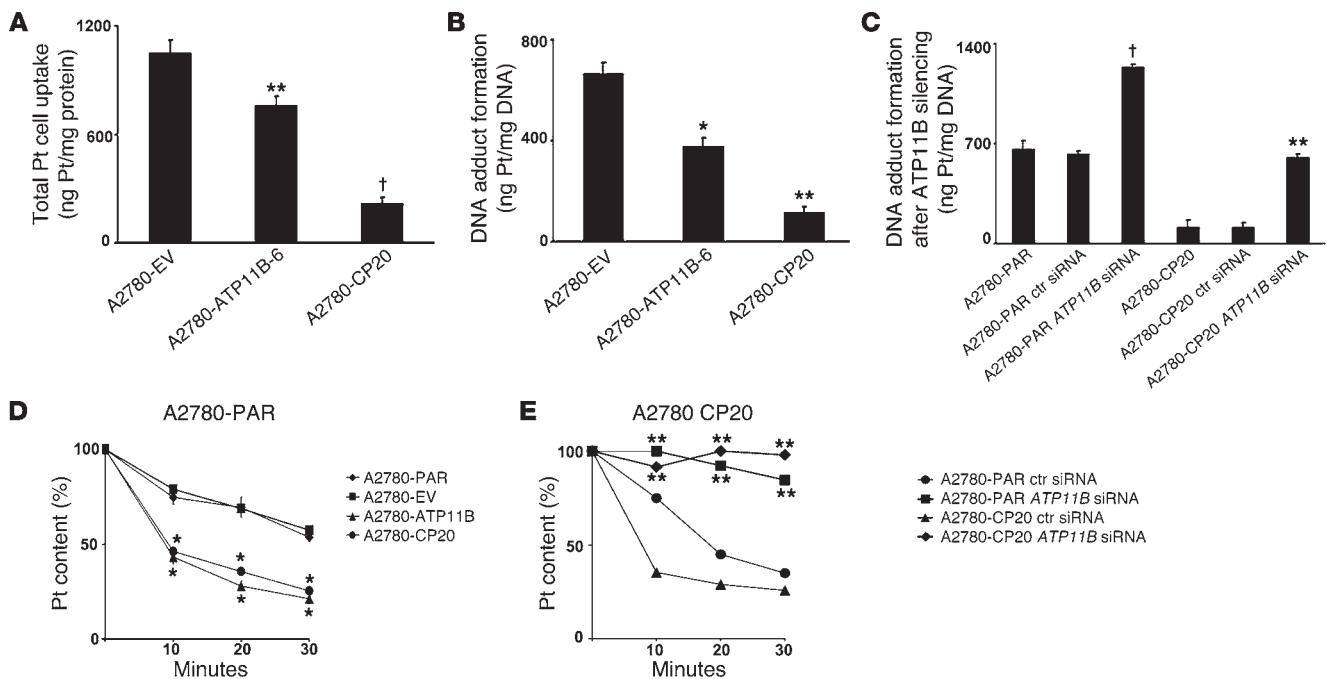 A
Total Pt cell uptake
(ng Pt/mg protein)
1200
600
0
**
†
A2780-EV
A2780-ATP11B-6
A2780-CP20
B
DNA adduct formation
(ng Pt/mg DNA)
800
400
0
*
**
A2780-EV
A2780-ATP11B-6
A2780-CP20
C
DNA adduct formation
after ATP11B silencing
(ng Pt/mg DNA)
1400
700
0
†
**
A2780-PAR
A2780-PAR ctr siRNA
A2780-PAR ATP11B siRNA
A2780-CP20
A2780-CP20 ctr siRNA
A2780-CP20 ATP11B siRNA
D
A2780-PAR
Pt content (%)
100
50
0
* * *
* * *
10 20 30
Minutes
A2780-PAR
A2780-EV
A2780-ATP11B
A2780-CP20
E
A2780 CP20
Pt content (%)
100
50
0
** ** **
** ** **
10 20 30
Minutes
A2780-PAR ctr siRNA
A2780-PAR ATP11B siRNA
A2780-CP20 ctr siRNA
A2780-CP20 ATP11B siRNA